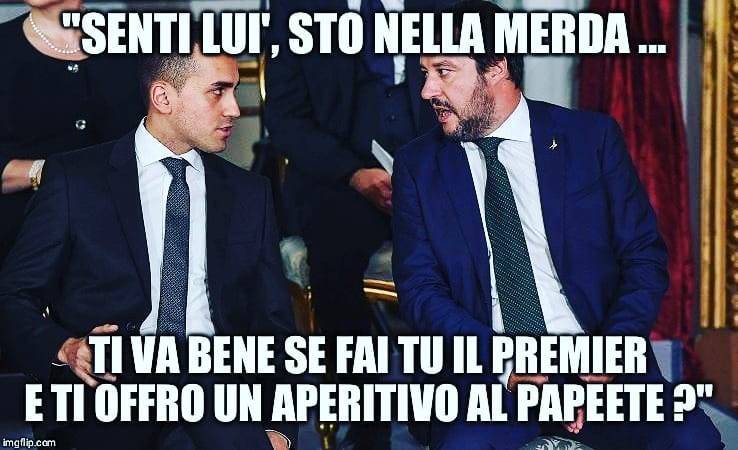 "SENTI LUI', STO NELLA MERDA ...
TI VA BENE SE FAI TU IL PREMIER
E TI OFFRO UN APERITIVO AL PAPEETE ?"
imgflip.com